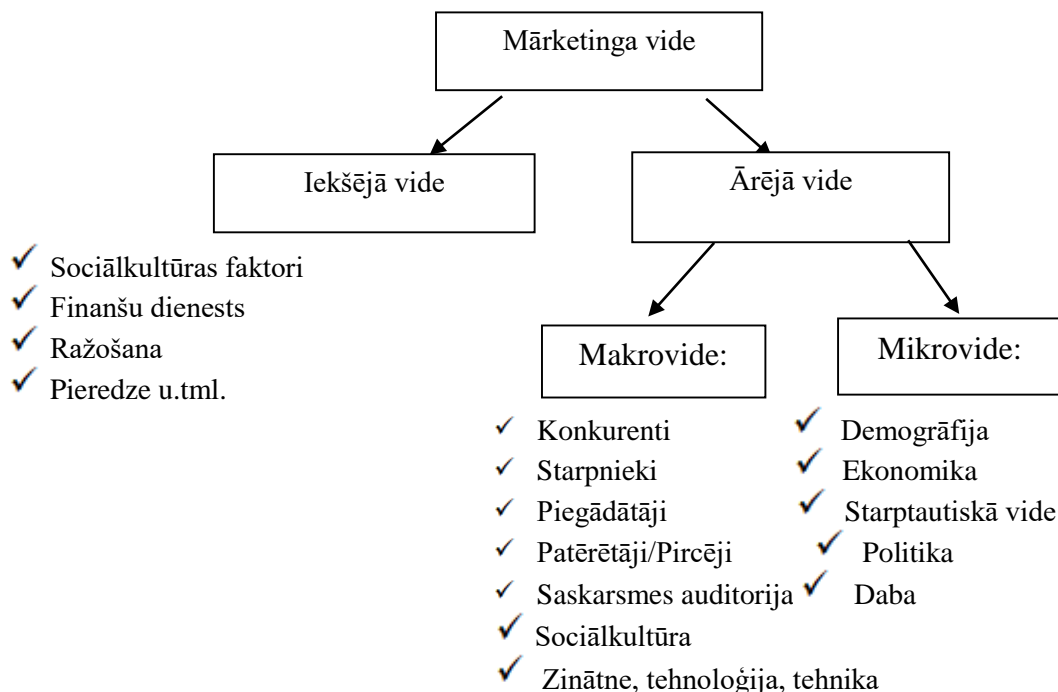 Mārketinga vide
Iekšējā vide
Ārējā vide
Sociālkultūras faktori
Finanšu dienests
Ražošana
Pieredze u.tml.
Makrovide:
Konkurenti
Starpnieki
Piegādātāji
Patērētāji/Pircēji
Saskarsmes auditorija
Sociālkultūra
Zinātne, tehnoloģija, tehnika
Mikrovide:
Demogrāfija
Ekonomika
Starptautiskā vide
Politika
Daba